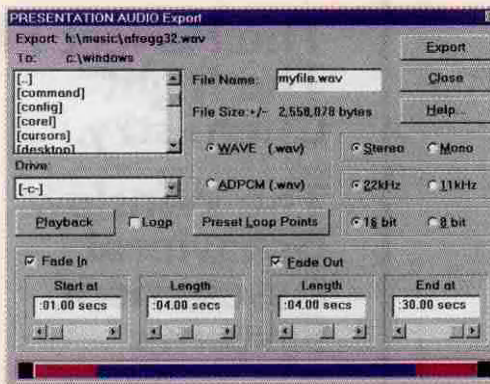 PRESENTATION AUDIO Export
Export: h:\music\afregg32.wav
To: c:\windows
[..]
[command]
[config]
[corel]
[cursors]
[desktop]
Drive:
[-c-]
File Name: myfile.wav
File Size:+/- 2,558,078 bytes
WAVE (.wav)
ADPCM (.wav)
Export
Close
Help...
Stereo Mono
22kHz 11kHz
16 bit 8 bit
Playback Loop Preset Loop Points
Fade In
Start at Length
:01.00 secs :04.00 secs
Fade Out
Length End at
:04.00 secs :30.00 secs